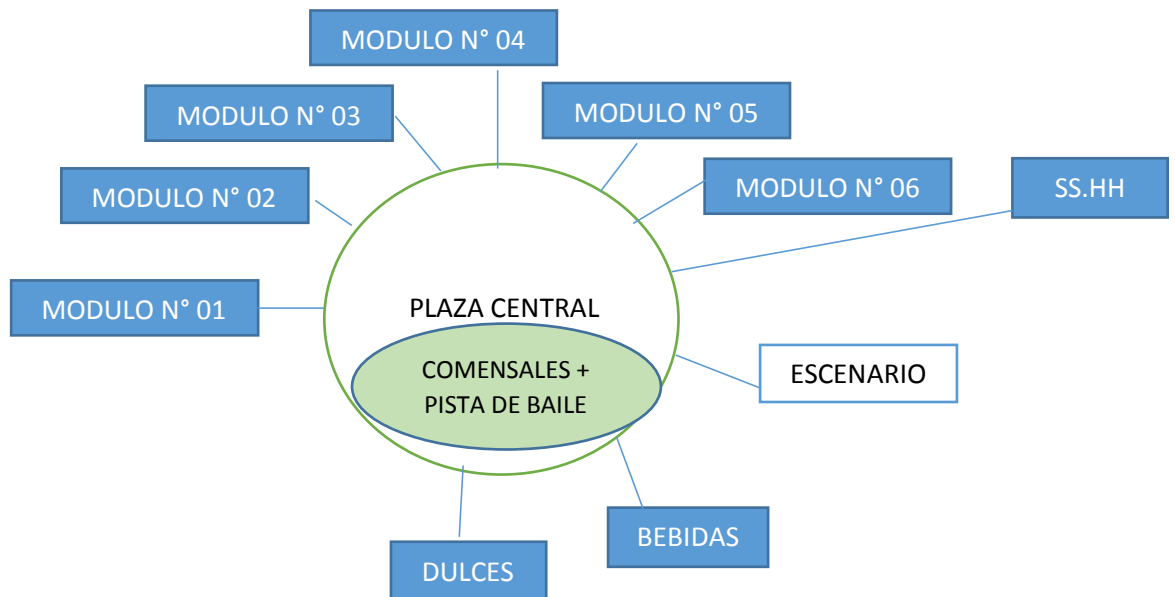 MODULO N° 04
MODULO N° 03
MODULO N° 05
MODULO N° 02
MODULO N° 06
SS.HH
MODULO N° 01
PLAZA CENTRAL
COMENSALES +
PISTA DE BAILE
ESCENARIO
BEBIDAS
DULCES